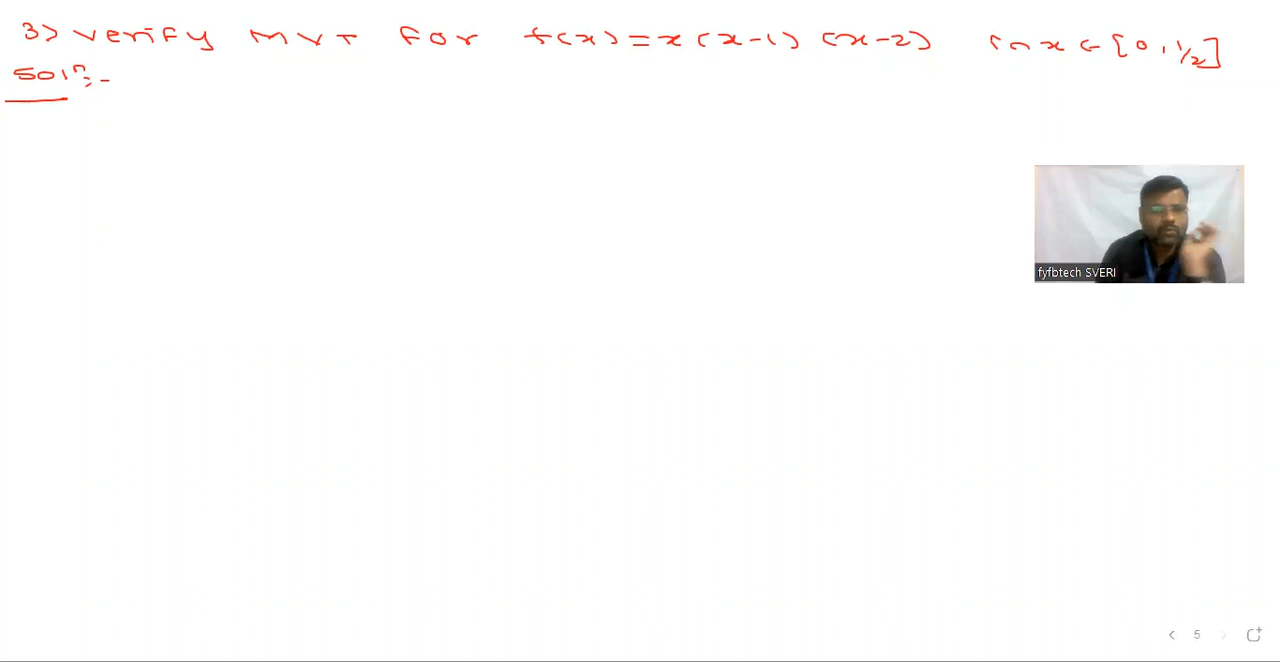 3) verify MVT for f(x)=x(x-1)(x-2) in x∈[0,1/2]
Solⁿ:-
fyfbtech SVERI
5